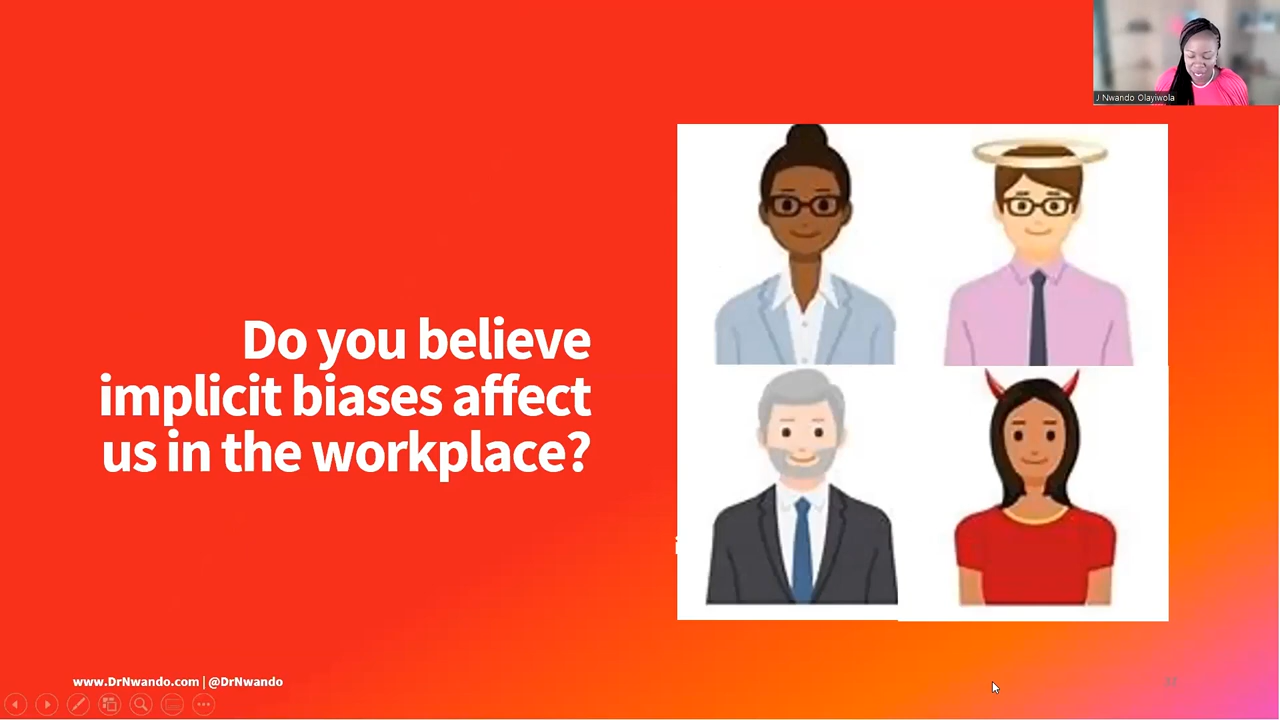 J Nwando Olayiwola
Do you believe
implicit biases affect
us in the workplace?
www.DrNwando.com | @DrNwando